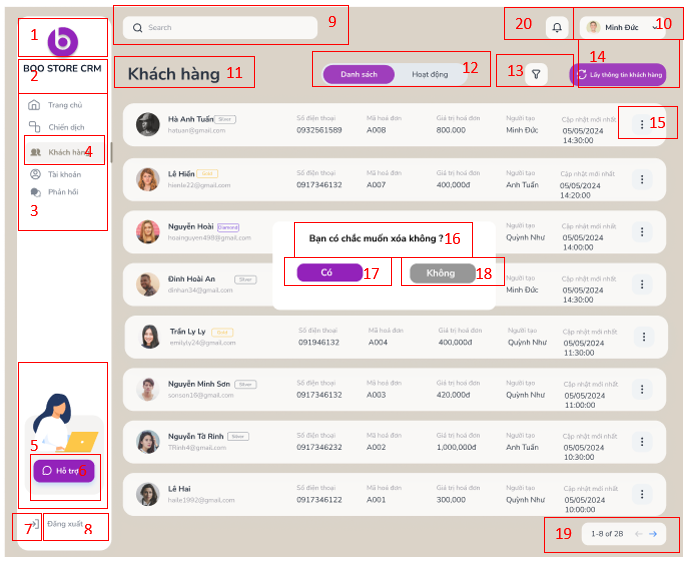 1
b
2
BOO STORE CRM
Trang chủ
Chiến dịch
Khách hàng 4
Tài khoản
Phản hồi
3
5
Hỗ trợ
7
Đăng xuất
8
Search 9
20
Minh Đức 10
Khách hàng 11
Danh sách Hoạt động 12
13
14
Lấy thông tin khách hàng
Hà Anh Tuấn Silver
hatuan@gmail.com
Số điện thoại
0932561589
Mã hoá đơn
A008
Giá trị hoá đơn
800.000
Người tạo
Minh Đức
Cập nhật mới nhất
05/05/2024
14:30:00
15
Lê Hiền Gold
hienle22@gmail.com
Số điện thoại
0917346132
Mã hoá đơn
A007
Giá trị hoá đơn
400,000đ
Người tạo
Anh Tuấn
Cập nhật mới nhất
05/05/2024
14:20:00
Nguyễn Hoài Diamond
hoainguyen498@gmail.com
Người tạo
Quỳnh Như
Cập nhật mới nhất
05/05/2024
14:00:00
Bạn có chắc muốn xóa không ? 16
Có 17
Không 18
Đinh Hoài An Silver
dinhan34@gmail.com
Người tạo
Minh Đức
Cập nhật mới nhất
05/05/2024
14:30:00
Trần Ly Ly Gold
emilyly24@gmail.com
Số điện thoại
091946132
Mã hoá đơn
A004
Giá trị hoá đơn
400,000đ
Người tạo
Quỳnh Như
Cập nhật mới nhất
05/05/2024
11:30:00
Nguyễn Minh Sơn Silver
sonson16@gmail.com
Số điện thoại
0917346232
Mã hoá đơn
A003
Giá trị hoá đơn
420,000đ
Người tạo
Quỳnh Như
Cập nhật mới nhất
05/05/2024
11:00:00
Nguyễn Tờ Rinh Silver
TRinh4@gmail.com
Số điện thoại
0917346232
Mã hoá đơn
A002
Giá trị hoá đơn
1,000,000đ
Người tạo
Anh Tuấn
Cập nhật mới nhất
05/05/2024
10:30:00
Lê Hai
haile1992@gmail.com
Số điện thoại
0917346122
Mã hoá đơn
A001
Giá trị hoá đơn
300,000
Người tạo
Quỳnh Như
Cập nhật mới nhất
05/05/2024
10:00:00
19 1-8 of 28